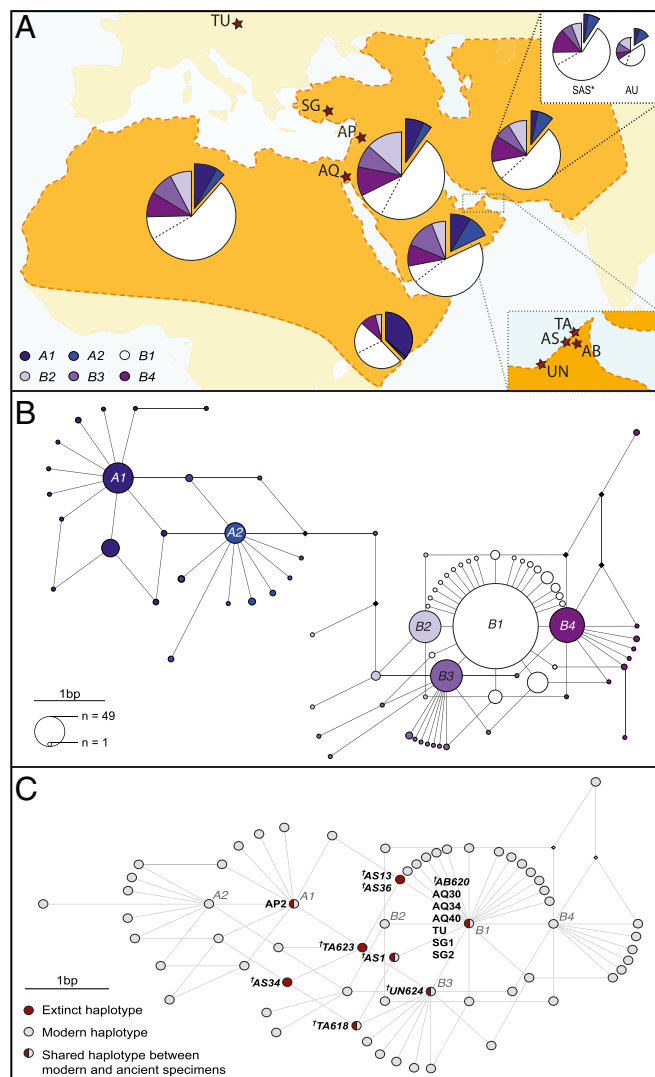 A
TU
SG
AP
AQ
SAS*
AU
TA
AS
AB
UN
A1
A2
B1
B2
B3
B4
B
A1
A2
B2
B1
B4
B3
1bp
n = 49
n = 1
C
†AS13
†AS36
†AB620
AQ30
AQ34
AQ40
TU
SG1
SG2
A2
A1
AP2
B2
B1
B4
†TA623
†AS1
†AS34
†UN624
B3
†TA618
1bp
Extinct haplotype
Modern haplotype
Shared haplotype between
modern and ancient specimens